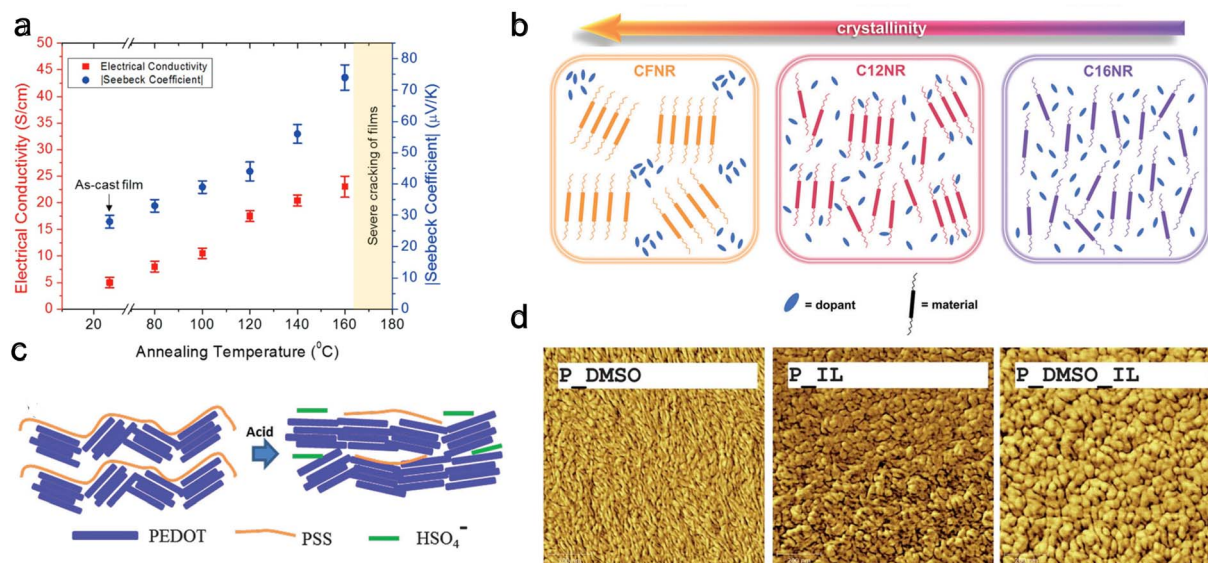 a
50
45
40
35
30
25
20
15
10
5
0
Electrical Conductivity (S/cm)
Electrical Conductivity
|Seebeck Coefficient|
As-cast film
Severe cracking of films
80
70
60
50
40
30
20
10
0
|Seebeck Coefficient| (μV/K)
20 80 100 120 140 160 180
Annealing Temperature (⁰C)
b
crystallinity
CFNR
C12NR
C16NR
= dopant
= material
c
Acid
PEDOT
PSS
HSO₄⁻
d
P_DMSO
P_IL
P_DMSO_IL